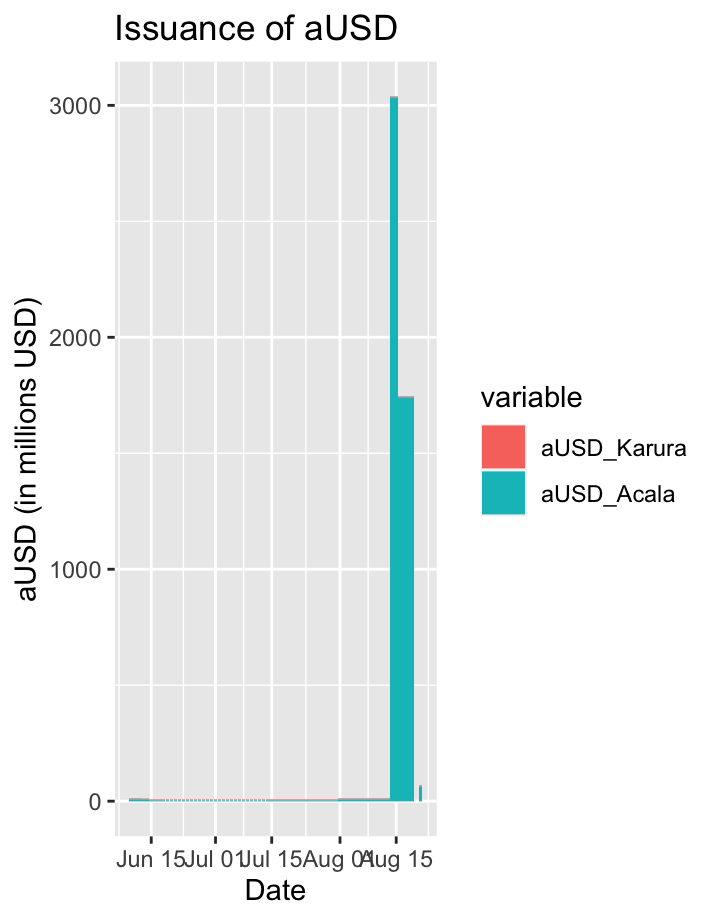 Issuance of aUSD
aUSD (in millions USD)
3000
2000
1000
0
Jun 15
Jul 01
Jul 15
Aug 01
Aug 15
Date
variable
aUSD_Karura
aUSD_Acala